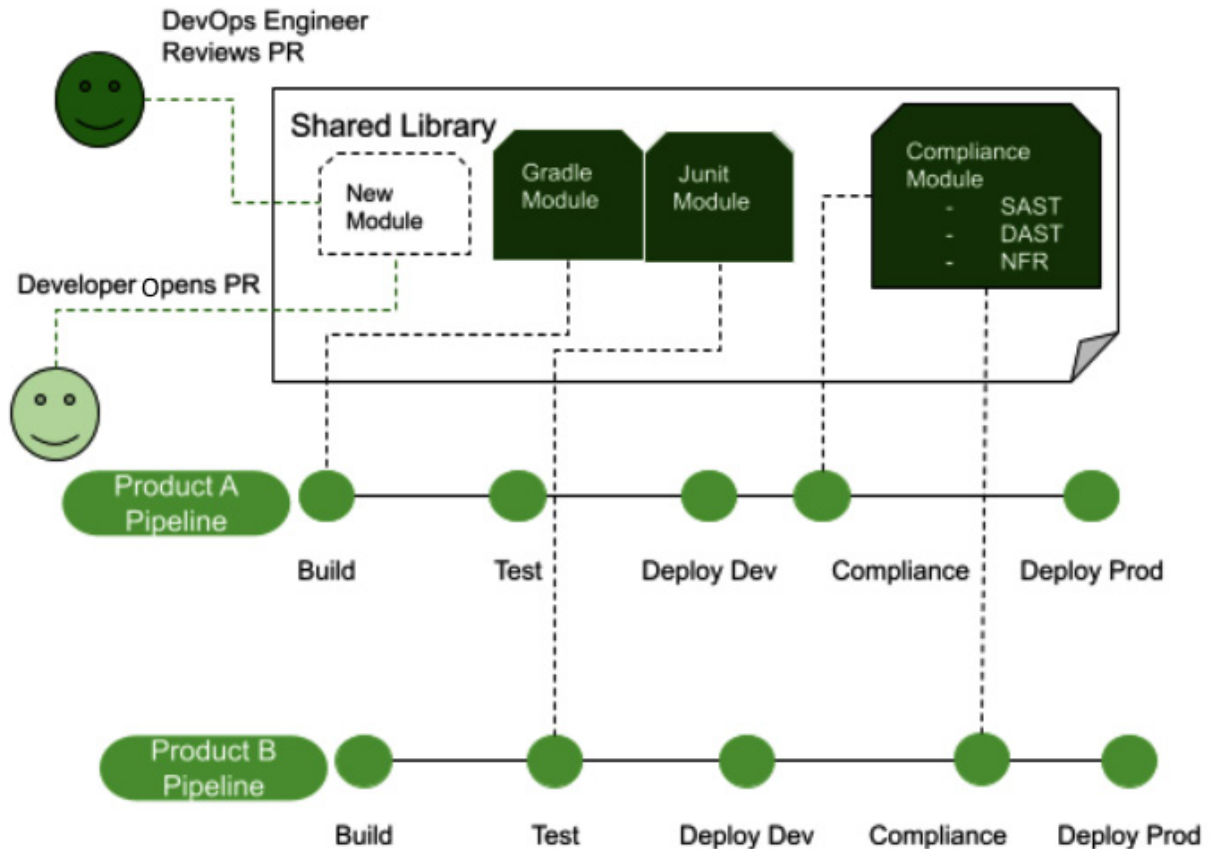 DevOps Engineer
Reviews PR
Shared Library
New
Module
Gradle
Module
Junit
Module
Compliance
Module
- SAST
- DAST
- NFR
Developer Opens PR
Product A
Pipeline
Build
Test
Deploy Dev
Compliance
Deploy Prod
Product B
Pipeline
Build
Test
Deploy Dev
Compliance
Deploy Prod